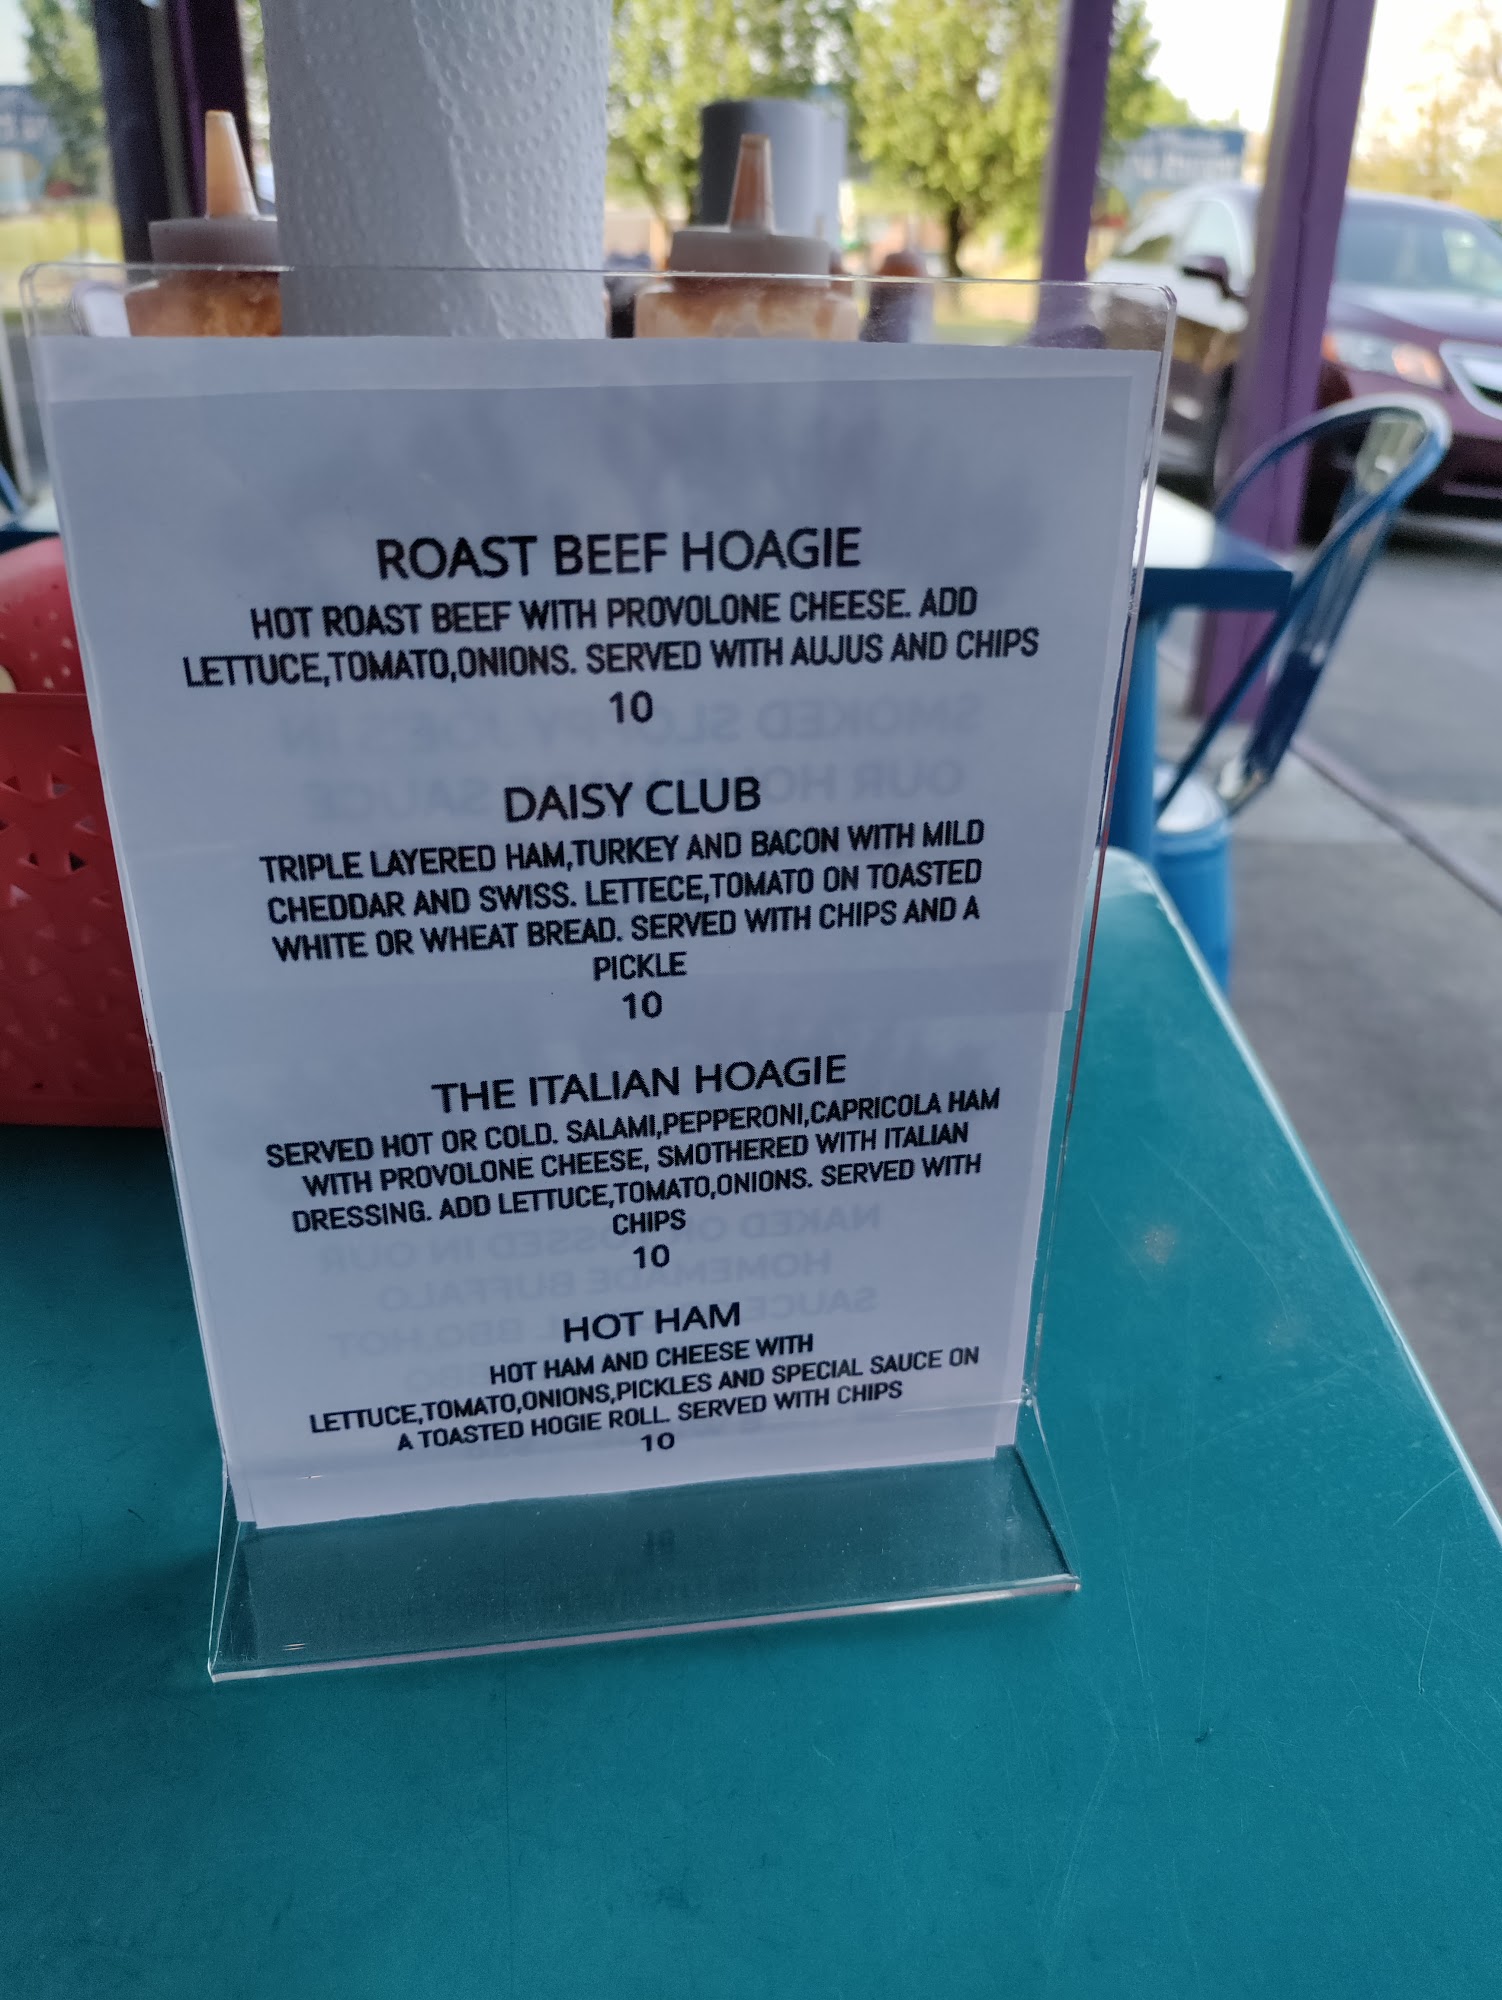 ROAST BEEF HOAGIE
HOT ROAST BEEF WITH PROVOLONE CHEESE. ADD
LETTUCE,TOMATO,ONIONS. SERVED WITH AUJUS AND CHIPS
10
DAISY CLUB
TRIPLE LAYERED HAM,TURKEY AND BACON WITH MILD
CHEDDAR AND SWISS. LETTECE,TOMATO ON TOASTED
WHITE OR WHEAT BREAD. SERVED WITH CHIPS AND A
PICKLE
10
THE ITALIAN HOAGIE
SERVED HOT OR COLD. SALAMI,PEPPERONI,CAPRICOLA HAM
WITH PROVOLONE CHEESE, SMOTHERED WITH ITALIAN
DRESSING. ADD LETTUCE,TOMATO,ONIONS. SERVED WITH
CHIPS
10
HOT HAM
HOT HAM AND CHEESE WITH
LETTUCE,TOMATO,ONIONS,PICKLES AND SPECIAL SAUCE ON
A TOASTED HOGIE ROLL. SERVED WITH CHIPS
10